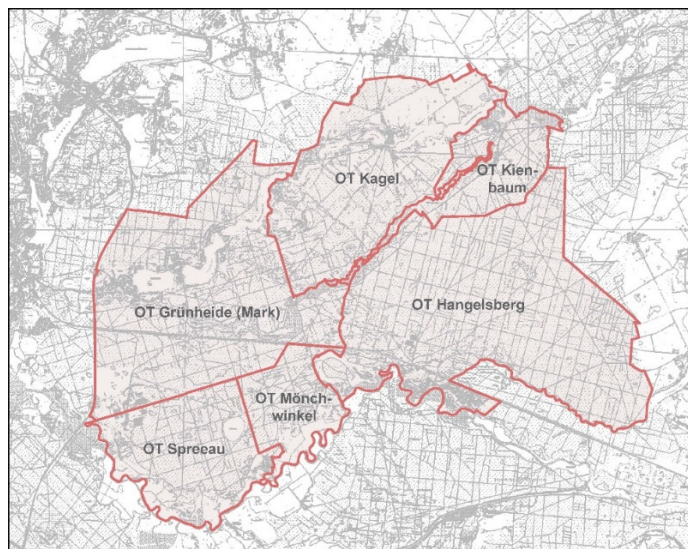 OT Kagel
OT Kien-
baum
OT Grünheide (Mark)
OT Hangelsberg
OT Mönch-
winkel
OT Spreeau